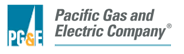 PG&E
Pacific Gas and
Electric Company®